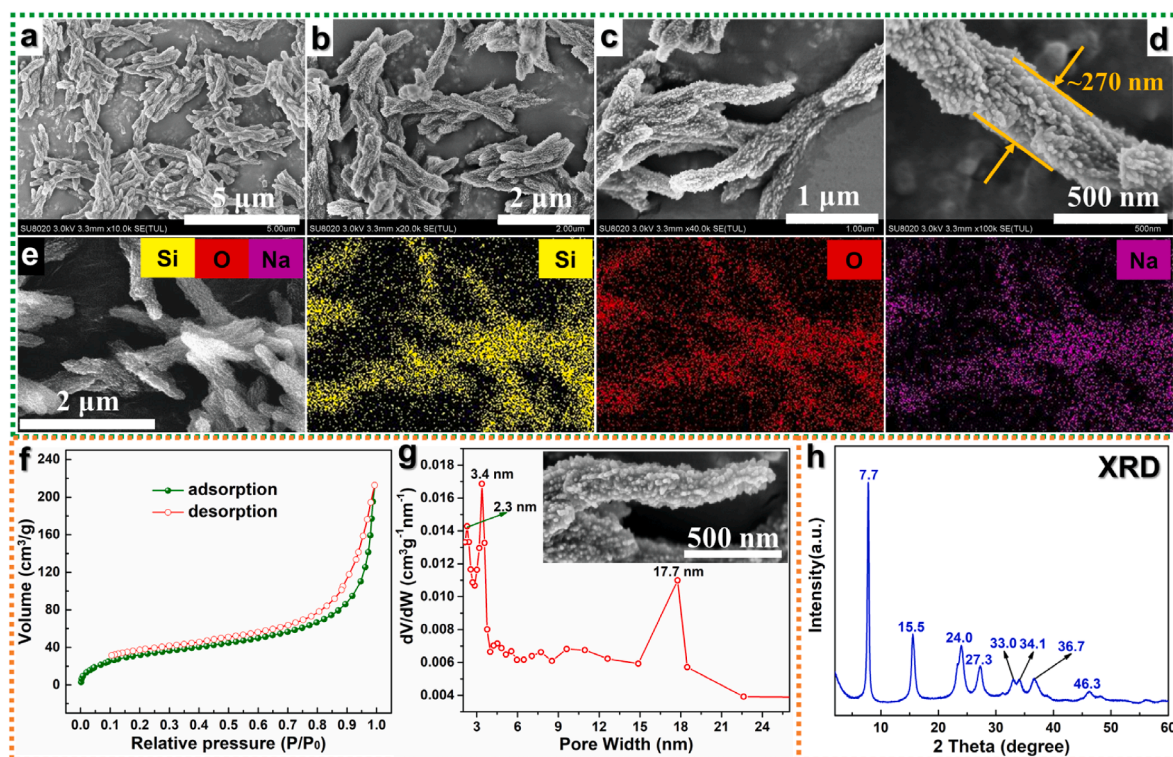 a
5 µm
SU8020 3.0kV 3.3mm x10.0k SE(TUL)
5.00um
b
2 µm
SU8020 3.0kV 3.3mm x20.0k SE(TUL)
2.00um
c
1 µm
SU8020 3.0kV 3.3mm x40.0k SE(TUL)
1.00um
d
~270 nm
500 nm
SU8020 3.0kV 3.3mm x100k SE(TUL)
500nm
e
Si O Na
2 µm
Si
O
Na
f
240
200
160
120
80
40
0
Volume (cm³/g)
adsorption
desorption
0.0 0.1 0.2 0.3 0.4 0.5 0.6 0.7 0.8 0.9 1.0
Relative pressure (P/P₀)
g
0.018
0.016
0.014
0.012
0.010
0.008
0.006
0.004
dV/dW (cm³g⁻¹nm⁻¹)
3.4 nm
2.3 nm
17.7 nm
500 nm
3 6 9 12 15 18 21 24
Pore Width (nm)
h
XRD
Intensity(a.u.)
7.7
15.5
24.0
27.3
33.0
34.1
36.7
46.3
10 20 30 40 50 60
2 Theta (degree)